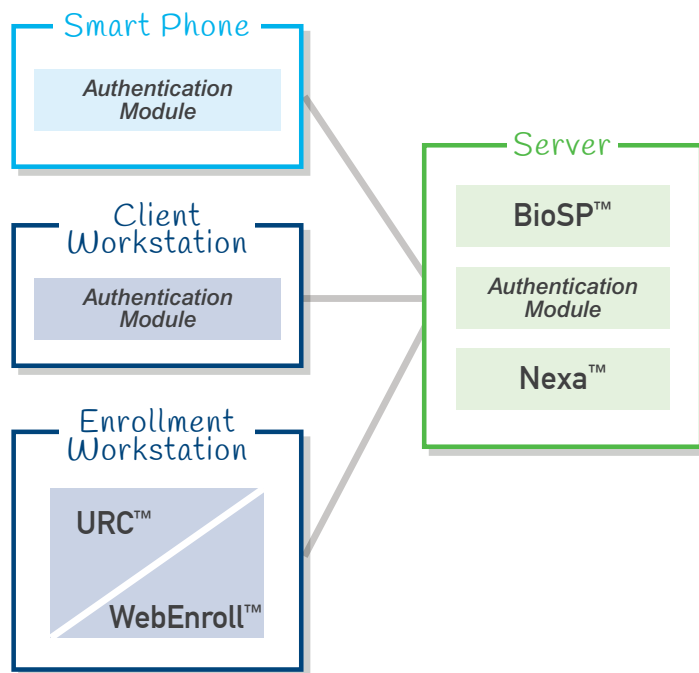 Smart Phone
Authentication
Module
Client
Workstation
Authentication
Module
Enrollment
Workstation
URC™
WebEnroll™
Server
BioSP™
Authentication
Module
Nexa™